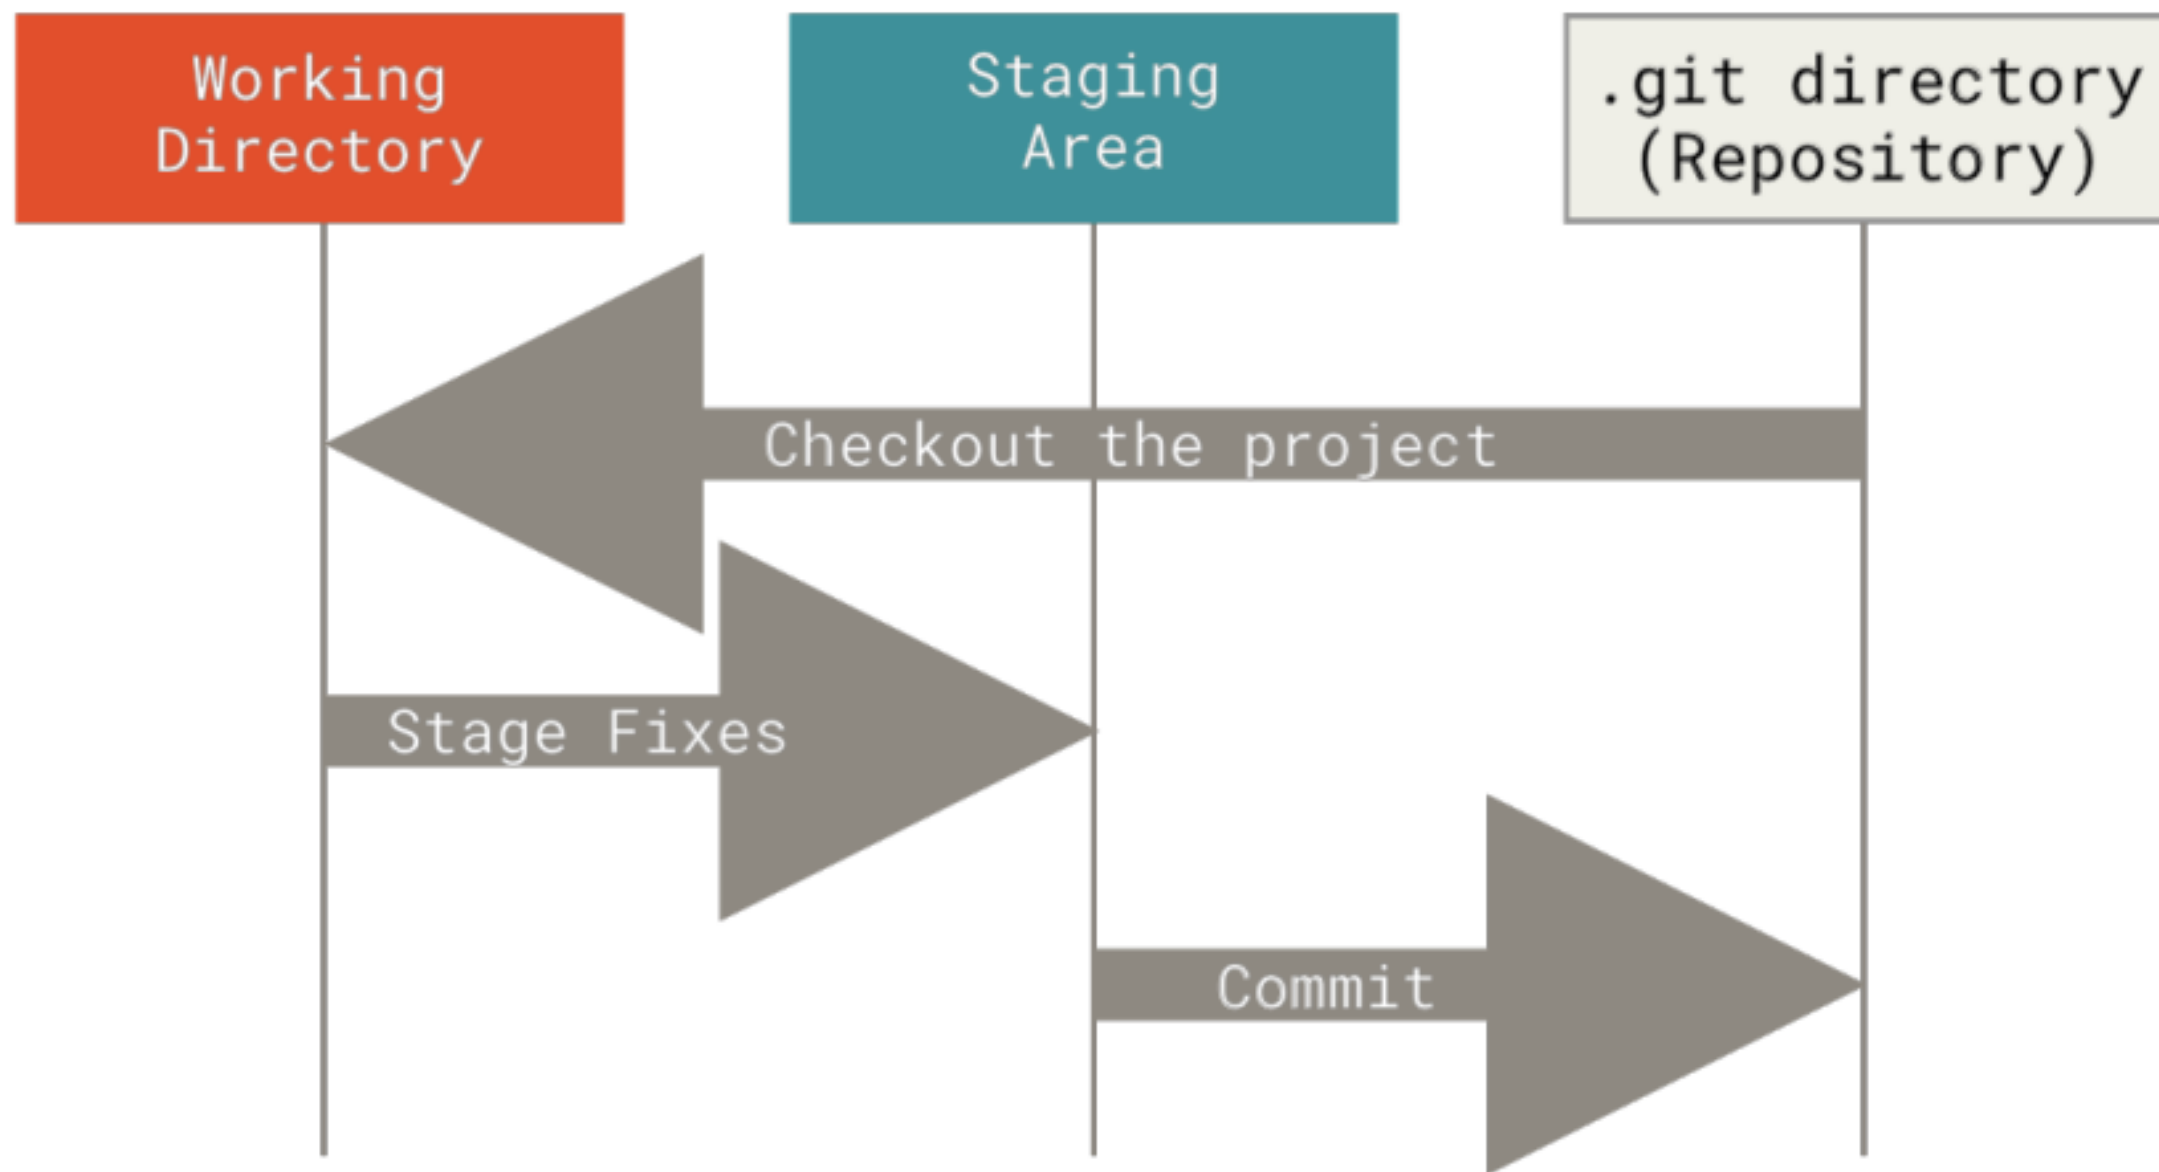 Working
Directory
Staging
Area
.git directory
(Repository)
Checkout the project
Stage Fixes
Commit